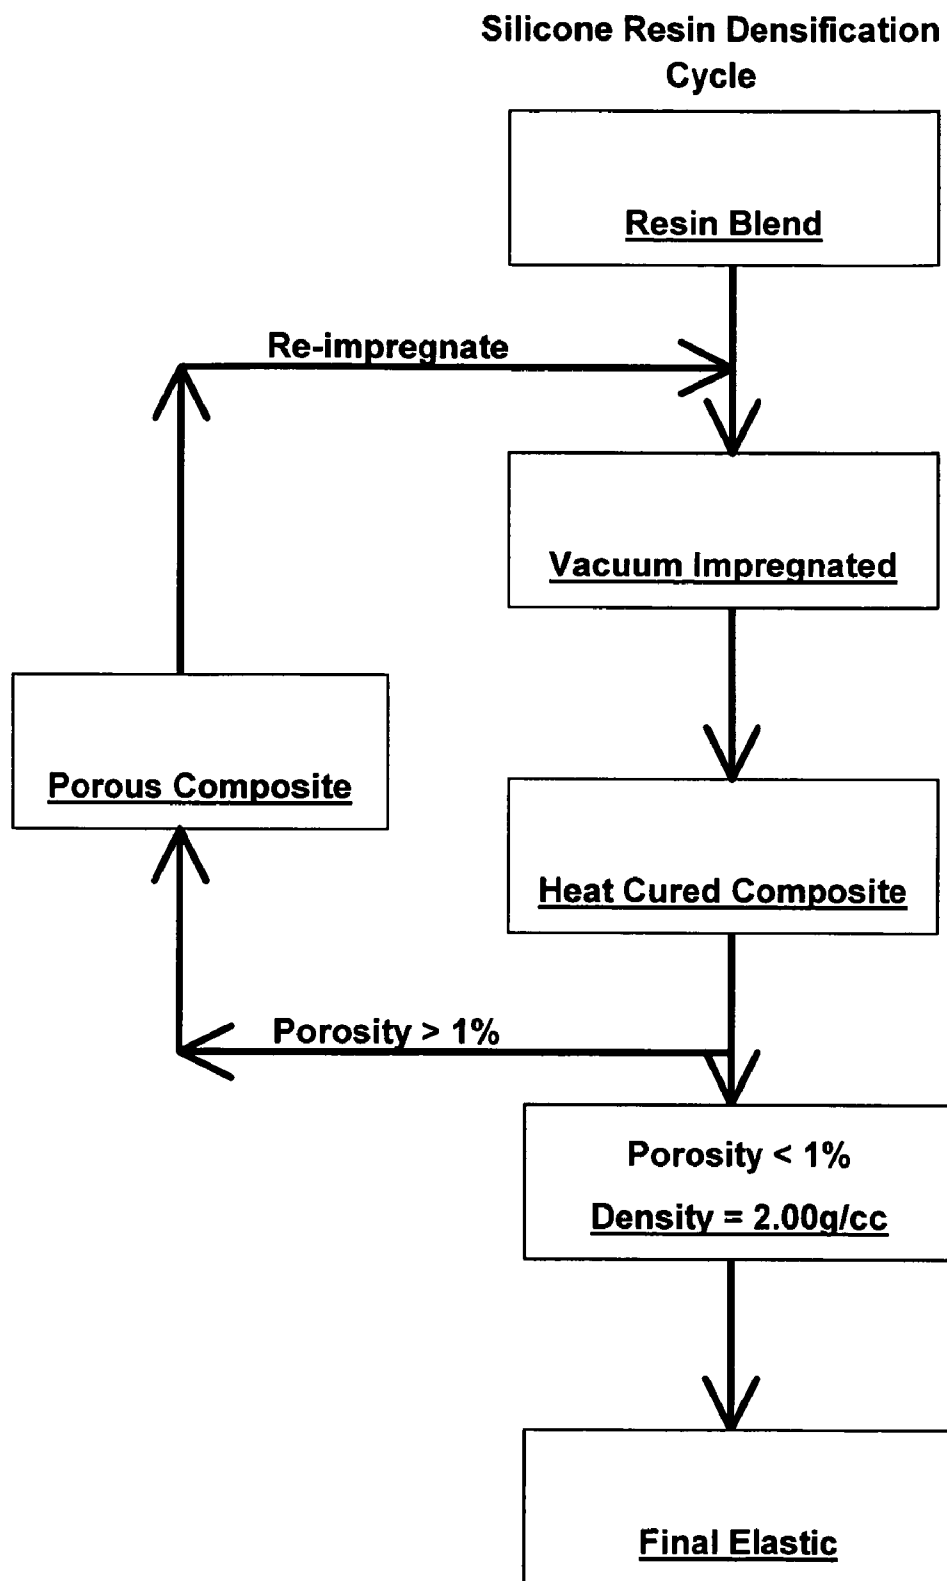 Silicone Resin Densification
Cycle
Resin Blend
Re-impregnate
Vacuum Impregnated
Porous Composite
Heat Cured Composite
Porosity > 1%
Porosity < 1%
Density = 2.00g/cc
Final Elastic